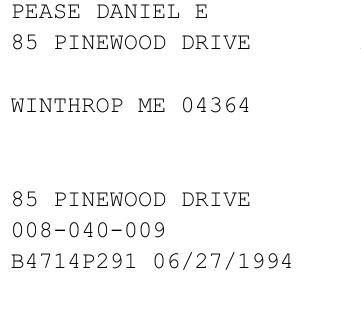 PEASE DANIEL E
85 PINEWOOD DRIVE
WINTHROP ME 04364
85 PINEWOOD DRIVE
008-040-009
B4714P291 06/27/1994